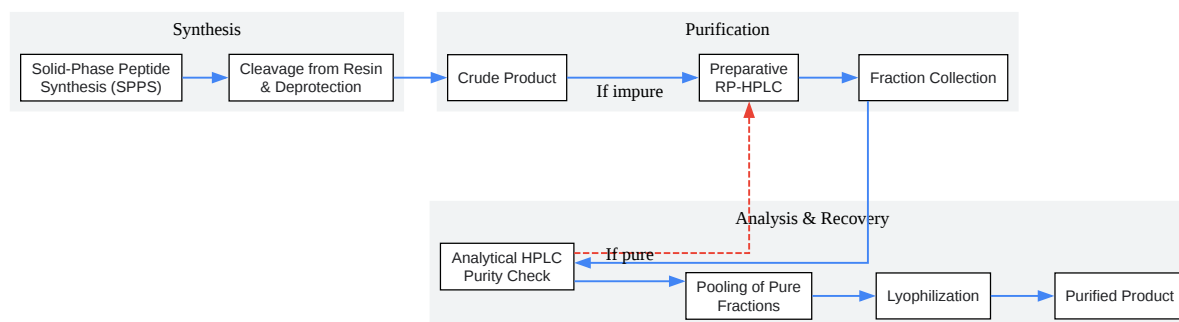 Synthesis
Solid-Phase Peptide
Synthesis (SPPS)
Cleavage from Resin
& Deprotection
Purification
Crude Product
If impure
Preparative
RP-HPLC
Fraction Collection
Analysis & Recovery
Analytical HPLC
Purity Check
If pure
Pooling of Pure
Fractions
Lyophilization
Purified Product